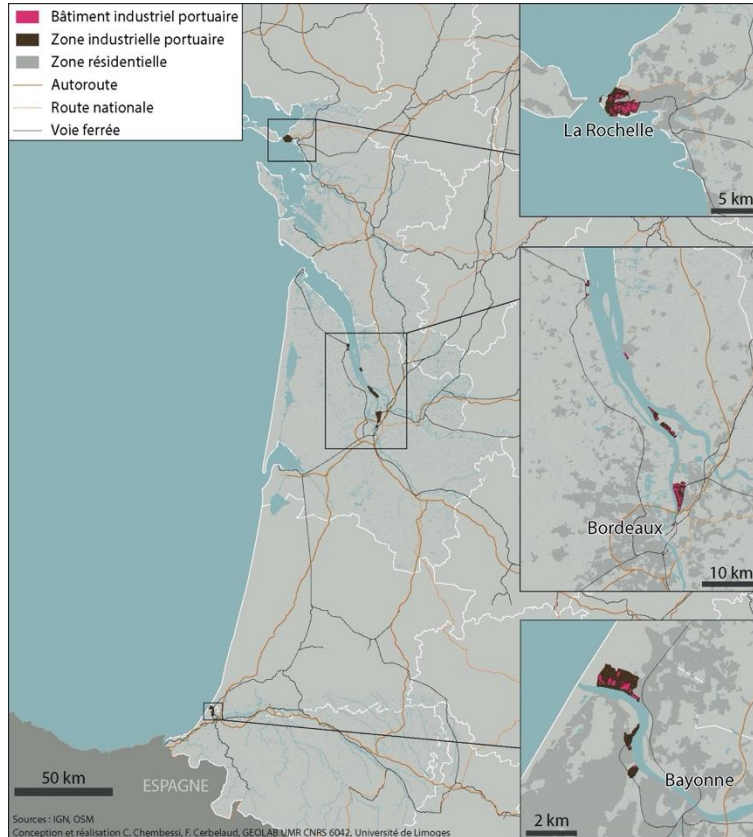 Bâtiment industriel portuaire
Zone industrielle portuaire
Zone résidentielle
Autoroute
Route nationale
Voie ferrée
La Rochelle
5 km
Bordeaux
10 km
Bayonne
2 km
50 km
ESPAGNE
Sources : IGN, OSM
Conception et réalisation C. Chembessi, F. Cerbelaud, GEOLAB UMR CNRS 6042, Université de Limoges